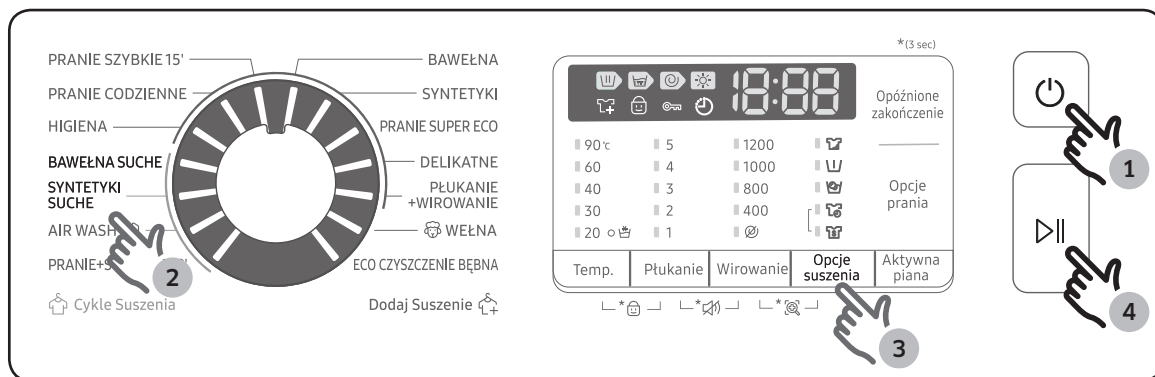 PRANIE SZYBKIE 15'
PRANIE CODZIENNE
HIGIENA
BAWEŁNA SUCHE
SYNTETYKI
SUCHE
AIR WASH
PRANIE+S
2
Cykle Suszenia
BAWEŁNA
SYNTETYKI
PRANIE SUPER ECO
DELIKATNE
PŁUKANIE
+WIROWANIE
WEŁNA
ECO CZYSZCZENIE BĘBNA
Dodaj Suszenie
*(3 sec)
18:88
Opóźnione
zakończenie
Opcje
prania
90℃ 5 1200
60 4 1000
40 3 800
30 2 400
20 1
Temp. Płukanie Wirowanie Opcje suszenia Aktywna piana
* * *
3
1
4